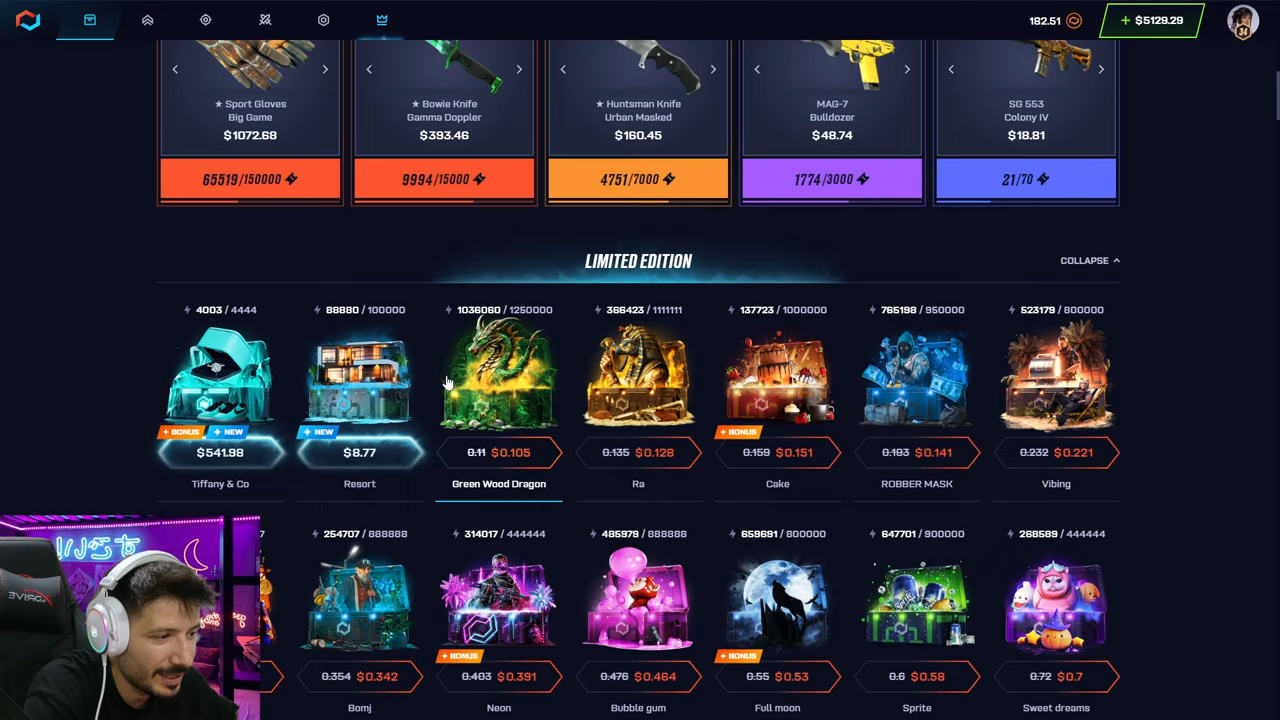 182.51
+ $5129.29
34
★ Sport Gloves
Big Game
$1072.68
65519/150000
★ Bowie Knife
Gamma Doppler
$393.46
9994/15000
★ Huntsman Knife
Urban Masked
$160.45
4751/7000
MAG-7
Bulldozer
$48.74
1774/3000
SG 553
Colony IV
$18.81
21/70
LIMITED EDITION
COLLAPSE
4003 / 4444
88880 / 100000
1036060 / 1250000
366423 / 1111111
137723 / 1000000
765198 / 950000
523179 / 800000
+ BONUS
+ NEW
+ NEW
+ BONUS
$541.98
$8.77
0.11 $0.105
0.135 $0.128
0.159 $0.151
0.193 $0.141
0.232 $0.221
Tiffany & Co
Resort
Green Wood Dragon
Ra
Cake
ROBBER MASK
Vibing
254707 / 888888
314017 / 444444
485979 / 888888
659691 / 800000
647701 / 900000
268589 / 444444
+ BONUS
+ BONUS
0.354 $0.342
0.403 $0.391
0.476 $0.464
0.55 $0.53
0.6 $0.58
0.72 $0.7
Bomj
Neon
Bubble gum
Full moon
Sprite
Sweet dreams